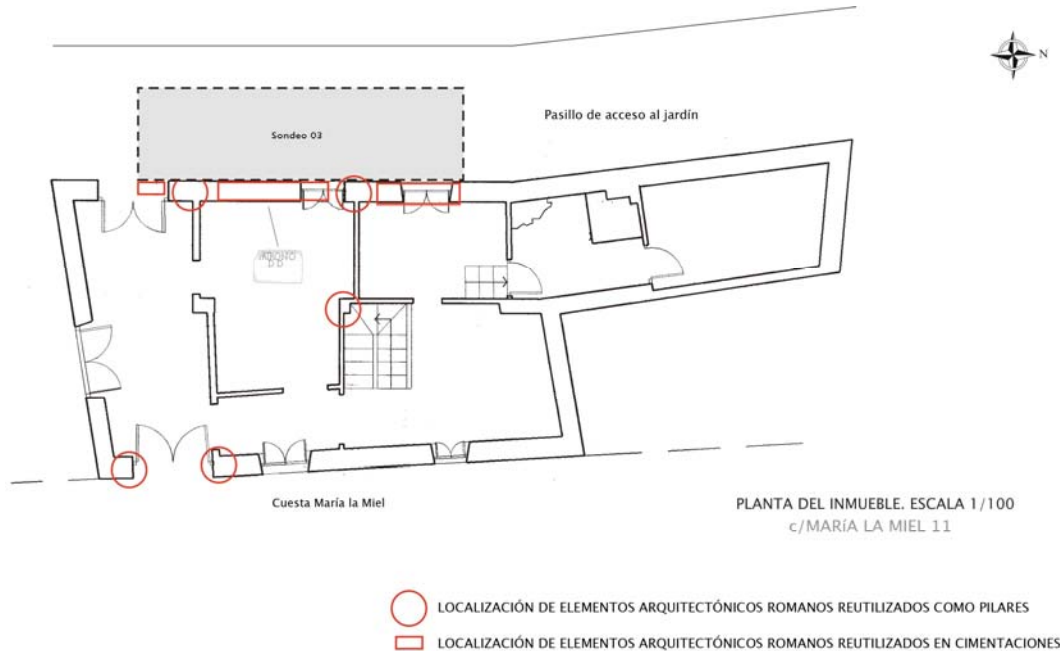 N
Pasillo de acceso al jardín
Sondeo 03
Cuesta María la Miel
PLANTA DEL INMUEBLE. ESCALA 1/100
c/MARÍA LA MIEL 11
LOCALIZACIÓN DE ELEMENTOS ARQUITECTÓNICOS ROMANOS REUTILIZADOS COMO PILARES
LOCALIZACIÓN DE ELEMENTOS ARQUITECTÓNICOS ROMANOS REUTILIZADOS EN CIMENTACIONES